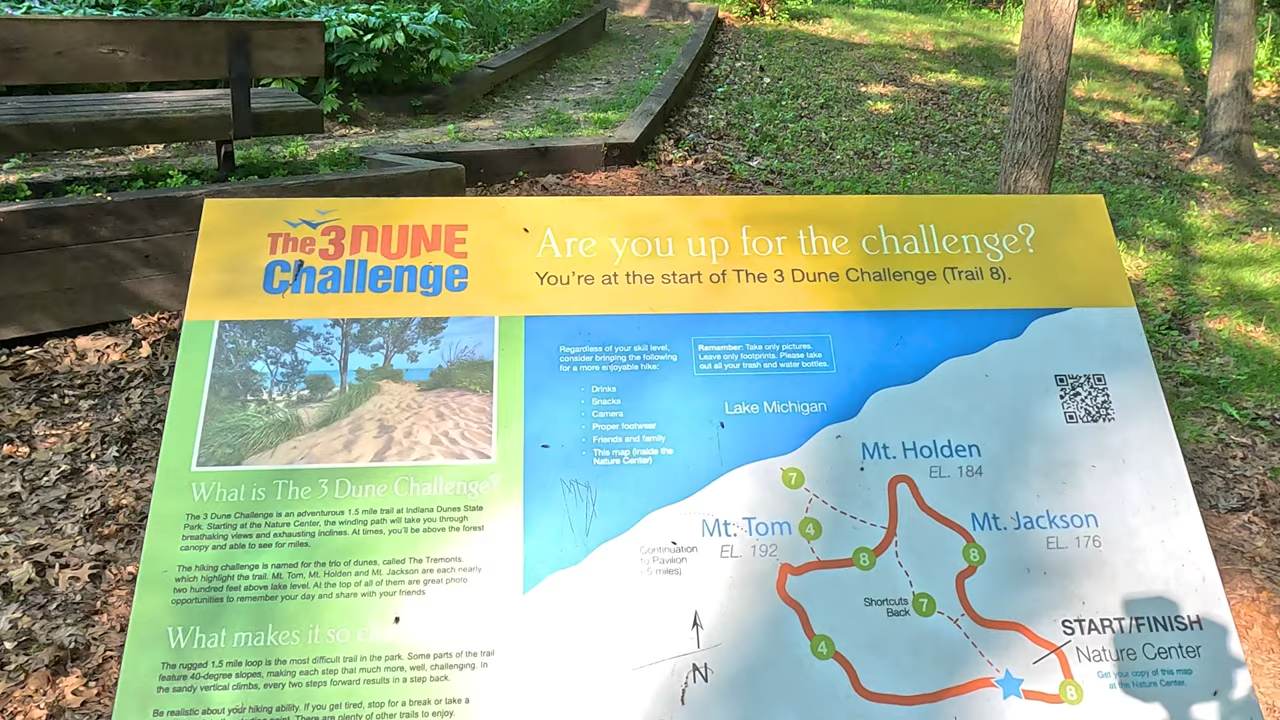 The 3 DUNE
Challenge
Are you up for the challenge?
You're at the start of The 3 Dune Challenge (Trail 8).
What is The 3 Dune Challenge?
The 3 Dune Challenge is an adventurous 1.5 mile trail at Indiana Dunes State
Park. Starting at the Nature Center, the winding path will take you through
breathtaking views and exhausting inclines. At times, you'll be above the forest
canopy and able to see for miles.
The hiking challenge is named for the trio of dunes, called The Tremonts,
which highlight the trail. Mt. Tom, Mt. Holden and Mt. Jackson are each nearly
two hundred feet above lake level. At the top of all of them are great photo
opportunities to remember your day and share with your friends
What makes it so
The rugged 1.5 mile loop is the most difficult trail in the park. Some parts of the trail
feature 40-degree slopes, making each step that much more, well, challenging. In
the sandy vertical climbs, every two steps forward results in a step back.
Be realistic about your hiking ability. If you get tired, stop for a break or take a
starting point. There are plenty of other trails to enjoy.
Regardless of your skill level,
consider bringing the following
for a more enjoyable hike:
• Drinks
• Snacks
• Camera
• Proper footwear
• Friends and family
• This map (inside the
Nature Center)
Remember: Take only pictures.
Leave only footprints. Please take
out all your trash and water bottles.
Lake Michigan
Mt. Holden
EL. 184
7
Mt. Tom
EL. 192
4
Mt. Jackson
EL. 176
Continuation
to Pavilion
5 miles)
8
8
Shortcuts
Back
7
4
START/FINISH
Nature Center
Get your copy of this map
at the Nature Center.
N
8